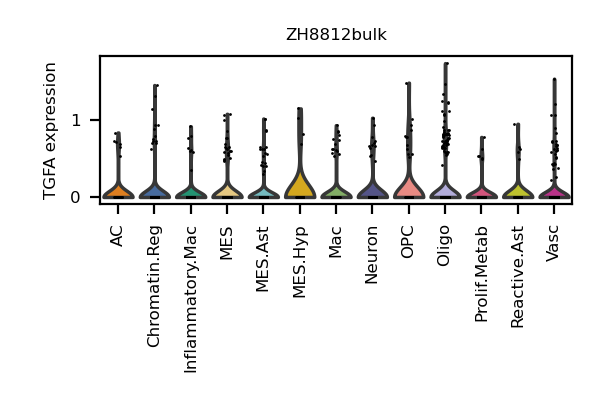 ZH8812bulk
TGFA expression
1
0
AC
Chromatin.Reg
Inflammatory.Mac
MES
MES.Ast
MES.Hyp
Mac
Neuron
OPC
Oligo
Prolif.Metab
Reactive.Ast
Vasc